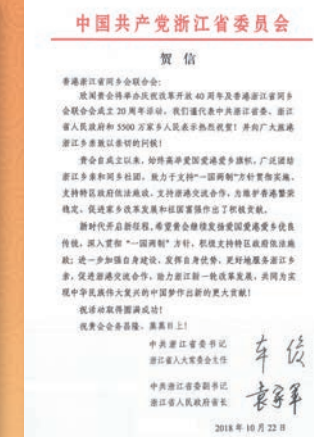 中国共产党浙江省委员会
贺信
香港浙江省同乡会联合会：
欣闻贵会将举办庆祝改革开放 40 周年及香港浙江省同乡
会联合会成立 20 周年活动，我们谨代表中共浙江省委、浙江
省人民政府和 5500 万家乡人民表示热烈祝贺！并向广大旅港
浙江乡亲致以亲切的问候！
贵会自成立以来，始终高举爱国爱港爱乡旗帜，广泛团结
浙江乡亲和同乡社团，致力于支持“一国两制”方针贯彻实施、
支持特区政府依法施政、支持浙港交流合作，为维护香港繁荣
稳定、促进家乡改革发展和祖国富强作出了积极贡献。
新时代开启新征程。希望贵会继续发扬爱国爱港爱乡优良
传统，深入贯彻“一国两制”方针，积极支持特区政府依法施
政；进一步加强自身建设，发挥自身优势，更好地服务浙江乡
亲，促进浙港交流合作，助力浙江新一轮改革发展，共同为实
现中华民族伟大复兴的中国梦作出新的更大贡献！
祝活动取得圆满成功！
祝贵会会务昌隆、蒸蒸日上！
中共浙江省委书记
浙江省人大常委会主任
车俊
中共浙江省委副书记
浙江省人民政府省长
袁家军
2018 年 10 月 22 日